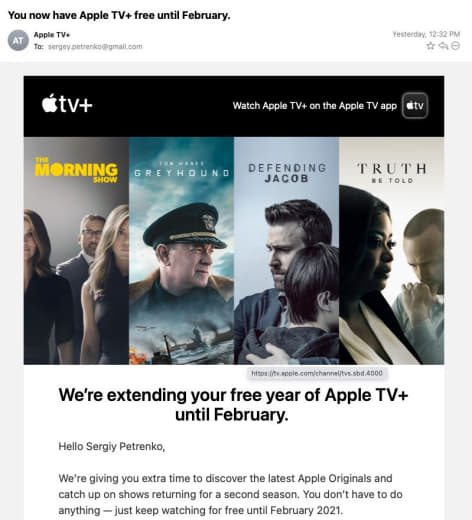 You now have Apple TV+ free until February.
AT
Apple TV+
Yesterday, 12:32 PM
To: sergey.petrenko@gmail.com
tv+
Watch Apple TV+ on the Apple TV app
tv
THE
MORNING
SHOW
TOM HANKS
GREYHOUND
DEFENDING
JACOB
TRUTH
BE TOLD
https://tv.apple.com/channel/tvs.sbd.4000
We're extending your free year of Apple TV+
until February.
Hello Sergiy Petrenko,
We're giving you extra time to discover the latest Apple Originals and
catch up on shows returning for a second season. You don't have to do
anything — just keep watching for free until February 2021.